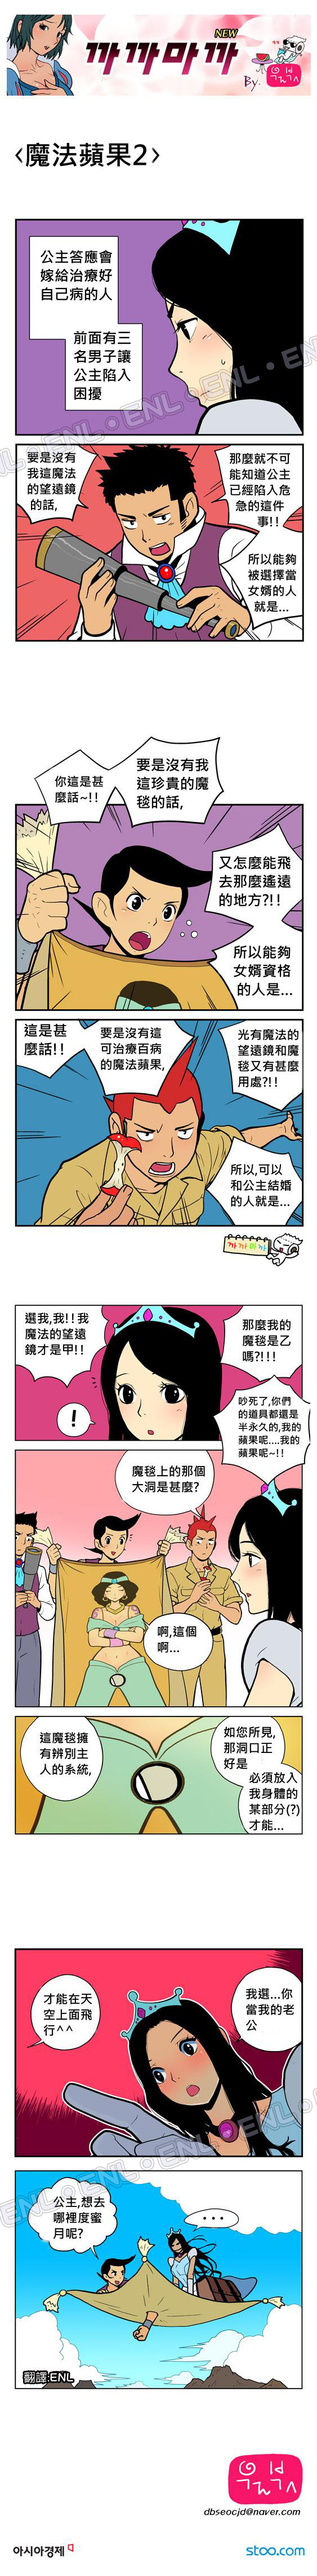 NEW
까까마까
By. 우낭ㅅ
<魔法蘋果2>
公主答應會
嫁給治療好
自己病的人
前面有三
名男子讓
公主陷入
困擾
要是沒有
我這魔法
的望遠鏡
的話,
那麼就不可
能知道公主
已經陷入危
急的這件
事!!
所以能夠
被選擇當
女婿的人
就是...
你這是甚
麼話~!!
要是沒有我
這珍貴的魔
毯的話,
又怎麼能飛
去那麼遙遠
的地方?!!
所以能夠
女婿資格
的人是...
這是甚
麼話!!
要是沒有這
可治療百病
的魔法蘋果,
光有魔法的
望遠鏡和魔
毯又有甚麼
用處?!!
所以,可以
和公主結婚
的人就是...
까까마까
選我,我!!我
魔法的望遠
鏡才是甲!!
那麼我的
魔毯是乙
嗎?!!!
!
吵死了,你們
的道具都還是
半永久的,我的
蘋果呢....我的
蘋果呢~!!
魔毯上的那個
大洞是甚麼?
啊,這個
啊...
這魔毯擁
有辨別主
人的系統,
如您所見,
那洞口正
好是
必須放入
我身體的
某部分(?)
才能...
才能在天
空上面飛
行^^
我選...你
當我的老
公
公主,想去
哪裡度蜜
月呢?
...
翻譯:ENL
dbseocjd@naver.com
아시아경제
stoo.com